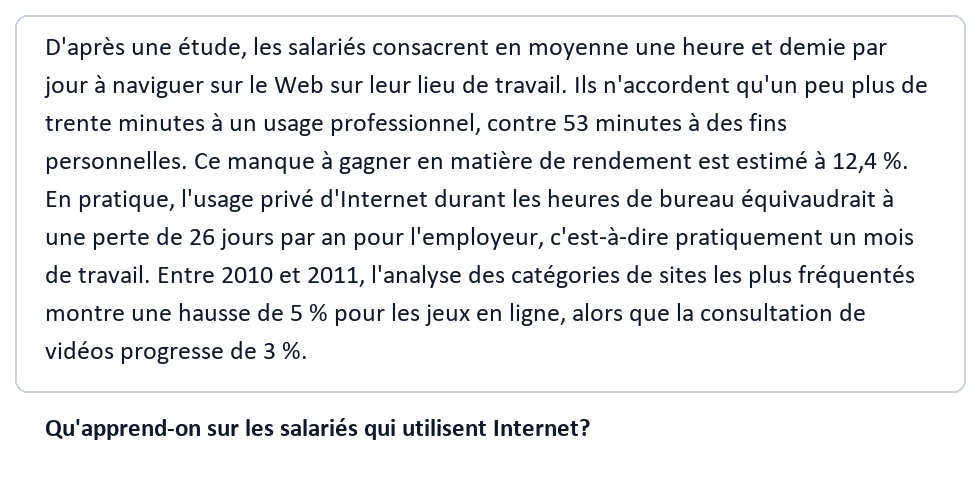 D'après une étude, les salariés consacrent en moyenne une heure et demie par
jour à naviguer sur le Web sur leur lieu de travail. Ils n'accordent qu'un peu plus de
trente minutes à un usage professionnel, contre 53 minutes à des fins
personnelles. Ce manque à gagner en matière de rendement est estimé à 12,4 %.
En pratique, l'usage privé d'Internet durant les heures de bureau équivaudrait à
une perte de 26 jours par an pour l'employeur, c'est-à-dire pratiquement un mois
de travail. Entre 2010 et 2011, l'analyse des catégories de sites les plus fréquentés
montre une hausse de 5 % pour les jeux en ligne, alors que la consultation de
vidéos progresse de 3 %.
Qu'apprend-on sur les salariés qui utilisent Internet?